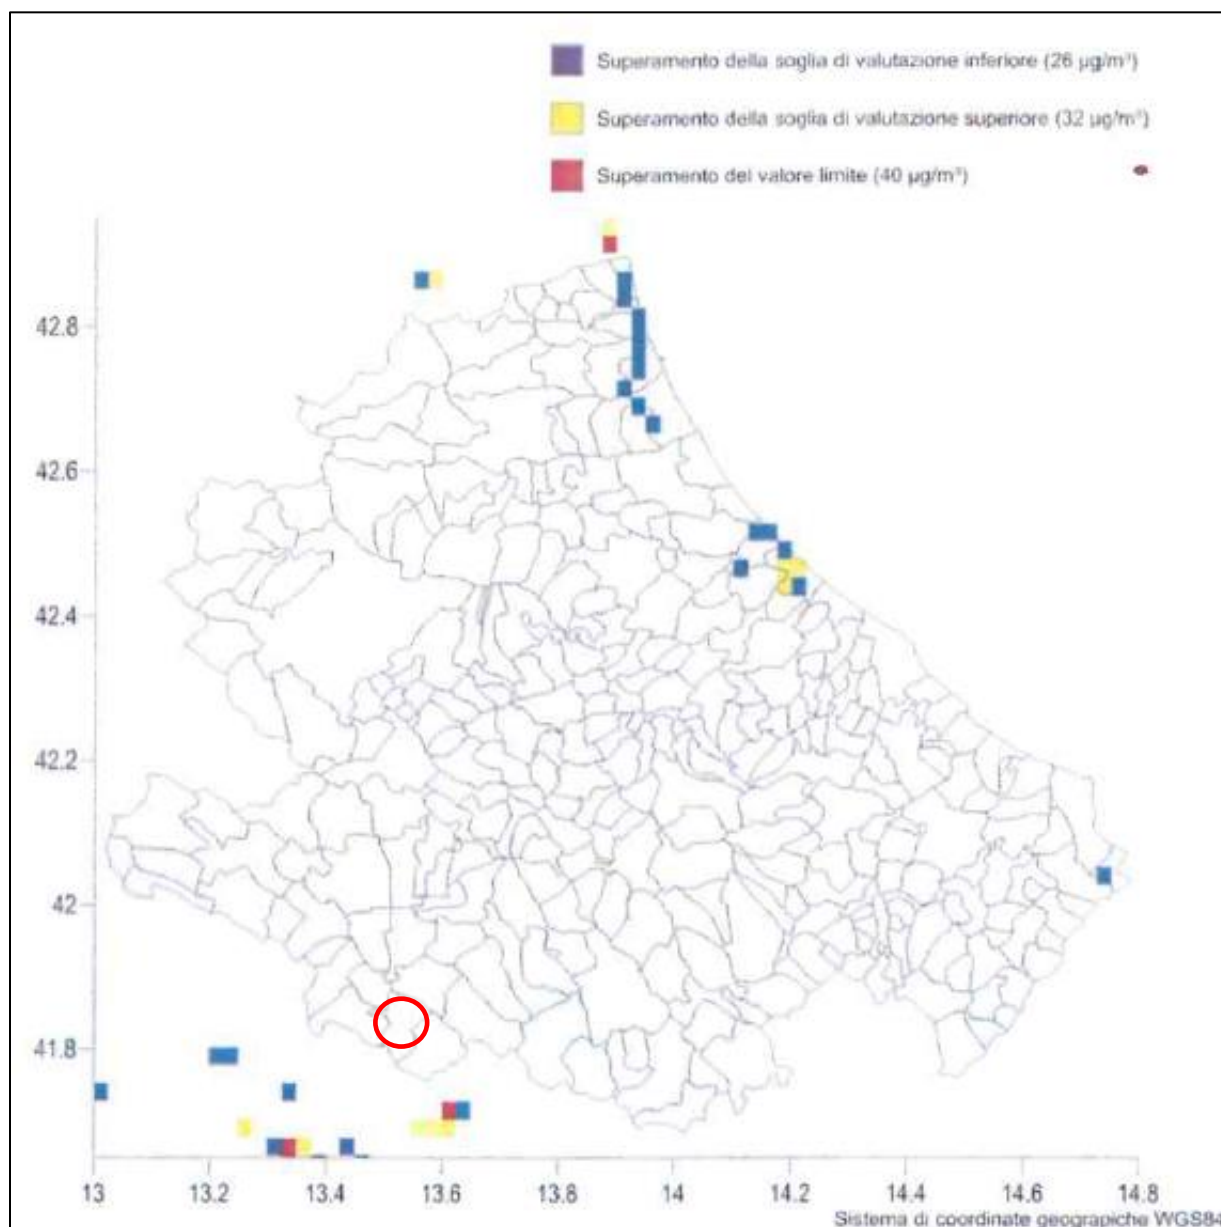 Superamento della soglia di valutazione inferiore (26 µg/m³)
Superamento della soglia di valutazione superiore (32 µg/m³)
Superamento del valore limite (40 µg/m³)
42.8
42.6
42.4
42.2
42
41.8
13 13.2 13.4 13.6 13.8 14 14.2 14.4 14.6 14.8
Sistema di coordinate geograpiche WGS84